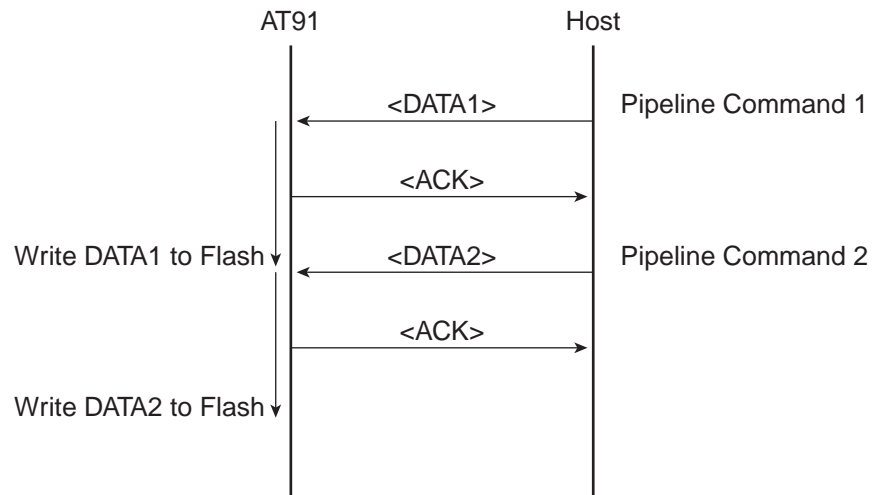 AT91 Host
<DATA1> Pipeline Command 1
<ACK>
Write DATA1 to Flash <DATA2> Pipeline Command 2
<ACK>
Write DATA2 to Flash